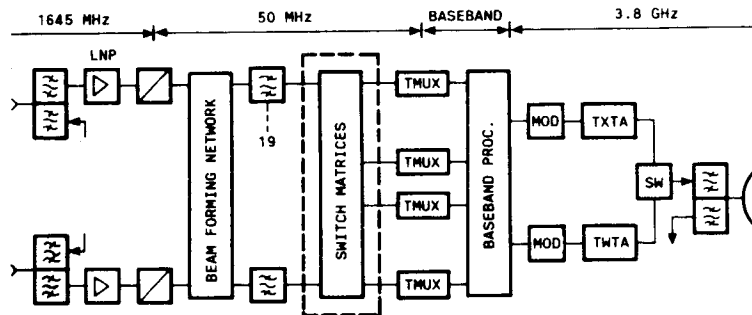 1645 MHz
50 MHz
BASEBAND
3.8 GHz
LNP
TMUX
MOD
TXTA
19
BEAM FORMING NETWORK
SWITCH MATRICES
TMUX
BASEBAND PROC.
SW
TMUX
MOD
TWTA
TMUX